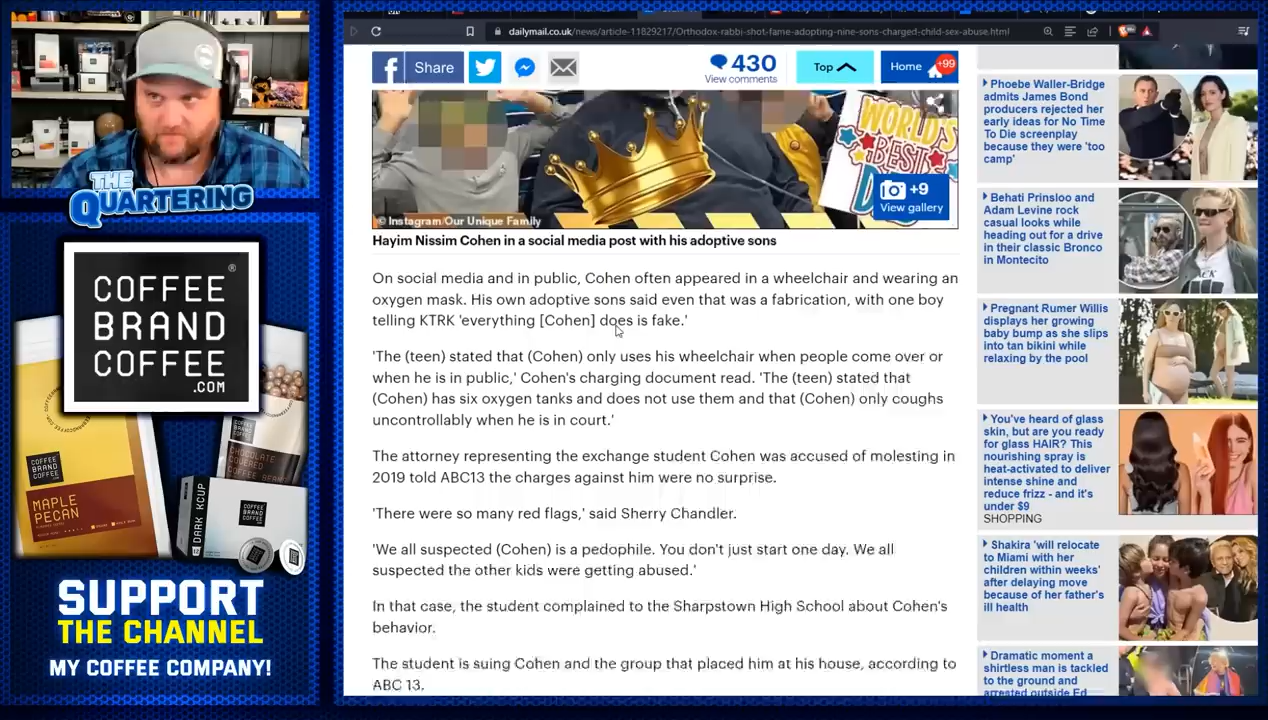 THE
QUARTERING
COFFEE
BRAND
COFFEE
.COM
COFFEE
BRAND
COFFEE
MAPLE
PECAN
CHOCOLATE
COVERED
COFFEE BEANS
DARK KCUP
COFFEE
BRAND
COFFEE
SUPPORT
THE CHANNEL
MY COFFEE COMPANY!
dailymail.co.uk/news/article-11829217/Orthodox-rabbi-shot-fame-adopting-nine-sons-charged-child-sex-abuse.html
Share
430
View comments
Top
Home
+99
WORLD'S
BEST
+9
View gallery
© Instagram/Our Unique Family
Hayim Nissim Cohen in a social media post with his adoptive sons
On social media and in public, Cohen often appeared in a wheelchair and wearing an
oxygen mask. His own adoptive sons said even that was a fabrication, with one boy
telling KTRK 'everything [Cohen] does is fake.'
'The (teen) stated that (Cohen) only uses his wheelchair when people come over or
when he is in public,' Cohen's charging document read. 'The (teen) stated that
(Cohen) has six oxygen tanks and does not use them and that (Cohen) only coughs
uncontrollably when he is in court.'
The attorney representing the exchange student Cohen was accused of molesting in
2019 told ABC13 the charges against him were no surprise.
'There were so many red flags,' said Sherry Chandler.
'We all suspected (Cohen) is a pedophile. You don't just start one day. We all
suspected the other kids were getting abused.'
In that case, the student complained to the Sharpstown High School about Cohen's
behavior.
The student is suing Cohen and the group that placed him at his house, according to
ABC 13.
Phoebe Waller-Bridge
admits James Bond
producers rejected her
early ideas for No Time
To Die screenplay
because they were 'too
camp'
Behati Prinsloo and
Adam Levine rock
casual looks while
heading out for a drive
in their classic Bronco
in Montecito
Pregnant Rumer Willis
displays her growing
baby bump as she slips
into tan bikini while
relaxing by the pool
You've heard of glass
skin, but are you ready
for glass HAIR? This
nourishing spray is
heat-activated to deliver
intense shine and
reduce frizz - and it's
under $9
SHOPPING
Shakira 'will relocate
to Miami with her
children within weeks'
after delaying move
because of her father's
ill health
Dramatic moment a
shirtless man is tackled
to the ground and
arrested outside Ed